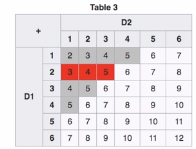 Table 3
+ D2
1 2 3 4 5 6
1 2 3 4 5 6 7
2 3 4 5 6 7 8
D1 3 4 5 6 7 8 9
4 5 6 7 8 9 10
5 6 7 8 9 10 11
6 7 8 9 10 11 12